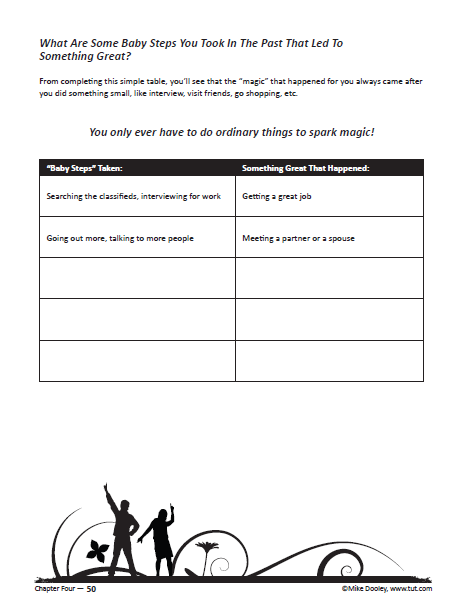 What Are Some Baby Steps You Took In The Past That Led To
Something Great?
From completing this simple table, you'll see that the “magic” that happened for you always came after
you did something small, like interview, visit friends, go shopping, etc.
You only ever have to do ordinary things to spark magic!
“Baby Steps” Taken: Something Great That Happened:
Searching the classifieds, interviewing for work Getting a great job
Going out more, talking to more people Meeting a partner or a spouse
Chapter Four — 50 ©Mike Dooley, www.tut.com